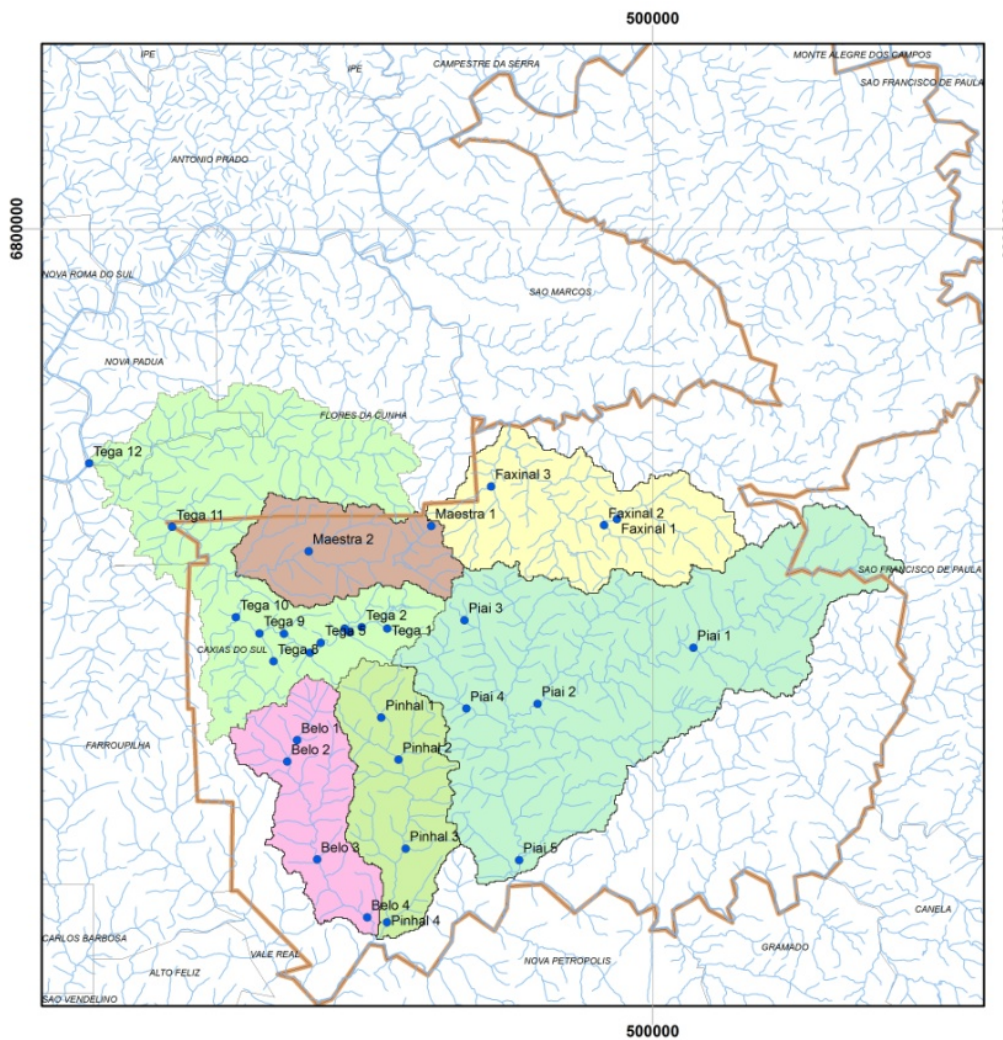 500000
IPE
IPE
CAMPESTRE DA SERRA
MONTE ALEGRE DOS CAMPOS
SAO FRANCISCO DE PAULA
ANTONIO PRADO
6800000
NOVA ROMA DO SUL
SAO MARCOS
NOVA PADUA
FLORES DA CUNHA
Tega 12
Faxinal 3
Tega 11
Maestra 1
Faxinal 2
Faxinal 1
Maestra 2
SAO FRANCISCO DE PAULA
Tega 10
Tega 9
Tega 2
Tega 1
Piai 3
Piai 1
CAXIAS DO SUL
Tega 8
Piai 4
Piai 2
Pinhal 1
Belo 1
Belo 2
Pinhal 2
FARROUPILHA
Pinhal 3
Belo 3
Piai 5
Belo 4
Pinhal 4
CANELA
CARLOS BARBOSA
VALE REAL
GRAMADO
NOVA PETROPOLIS
ALTO FELIZ
SAO VENDELINO
500000